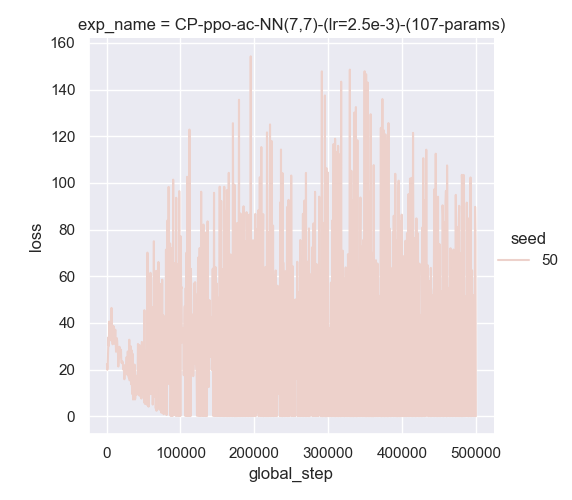 exp_name = CP-ppo-ac-NN(7,7)-(lr=2.5e-3)-(107-params)
160
140
120
100
80
60
40
20
0
loss
0 100000 200000 300000 400000 500000
global_step
seed
50